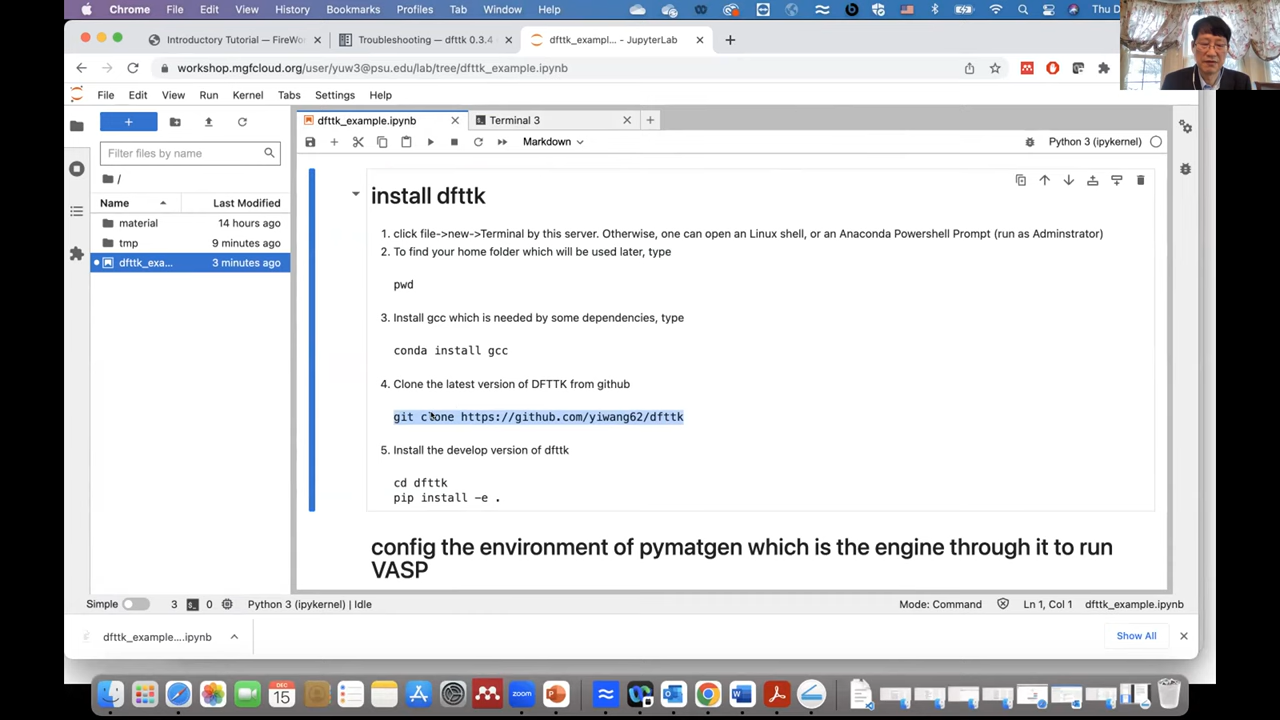 Chrome File Edit View History Bookmarks Profiles Tab Window Help Thu D
Introductory Tutorial — FireWo
Troubleshooting — dfttk 0.3.4
dfttk_exampl... - JupyterLab
workshop.mgfcloud.org/user/yuw3@psu.edu/lab/tree/dfttk_example.ipynb
File Edit View Run Kernel Tabs Settings Help
dfttk_example.ipynb
Terminal 3
Filter files by name
Markdown
Python 3 (ipykernel)
/
Name Last Modified
material 14 hours ago
tmp 9 minutes ago
dfttk_exa... 3 minutes ago
install dfttk
1. click file->new->Terminal by this server. Otherwise, one can open an Linux shell, or an Anaconda Powershell Prompt (run as Adminstrator)
2. To find your home folder which will be used later, type
pwd
3. Install gcc which is needed by some dependencies, type
conda install gcc
4. Clone the latest version of DFTTK from github
git clone https://github.com/yiwang62/dfttk
5. Install the develop version of dfttk
cd dfttk
pip install -e .
config the environment of pymatgen which is the engine through it to run
VASP
Simple 3 0 Python 3 (ipykernel) | Idle Mode: Command Ln 1, Col 1 dfttk_example.ipynb
dfttk_example....ipynb
Show All
DEC
15
zoom